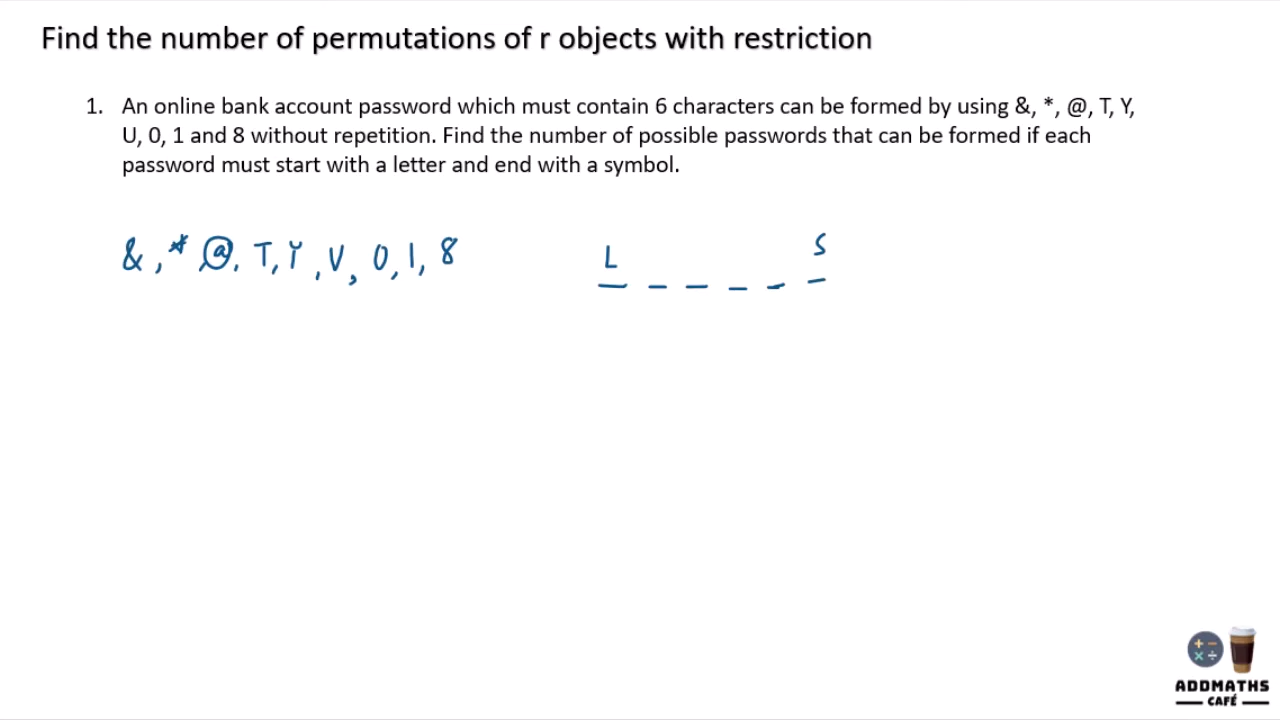 Find the number of permutations of r objects with restriction
1. An online bank account password which must contain 6 characters can be formed by using &, *, @, T, Y,
U, 0, 1 and 8 without repetition. Find the number of possible passwords that can be formed if each
password must start with a letter and end with a symbol.
&, * @, T, Y, U, 0, 1, 8 L S
_ _ _ _ _ _
ADDMATHS
CAFÉ